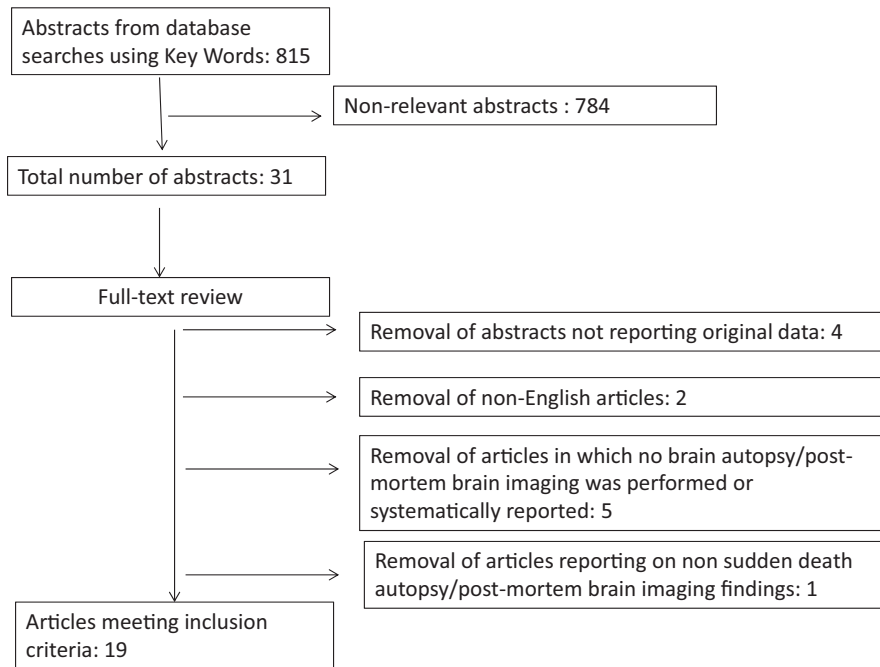 Abstracts from database
searches using Key Words: 815
Non-relevant abstracts : 784
Total number of abstracts: 31
Full-text review
Removal of abstracts not reporting original data: 4
Removal of non-English articles: 2
Removal of articles in which no brain autopsy/post-
mortem brain imaging was performed or
systematically reported: 5
Removal of articles reporting on non sudden death
autopsy/post-mortem brain imaging findings: 1
Articles meeting inclusion
criteria: 19